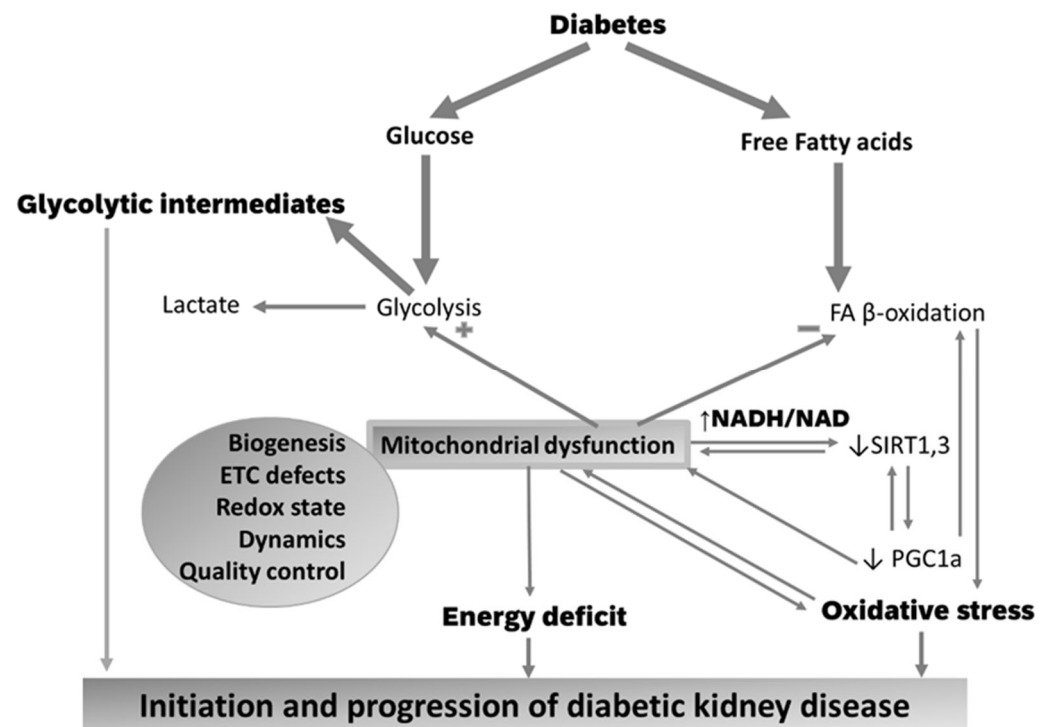 Diabetes
Glucose
Free Fatty acids
Glycolytic intermediates
Lactate
Glycolysis
+
−
FA β-oxidation
↑NADH/NAD
Biogenesis
ETC defects
Redox state
Dynamics
Quality control
Mitochondrial dysfunction
↓SIRT1,3
↓ PGC1a
Energy deficit
Oxidative stress
Initiation and progression of diabetic kidney disease